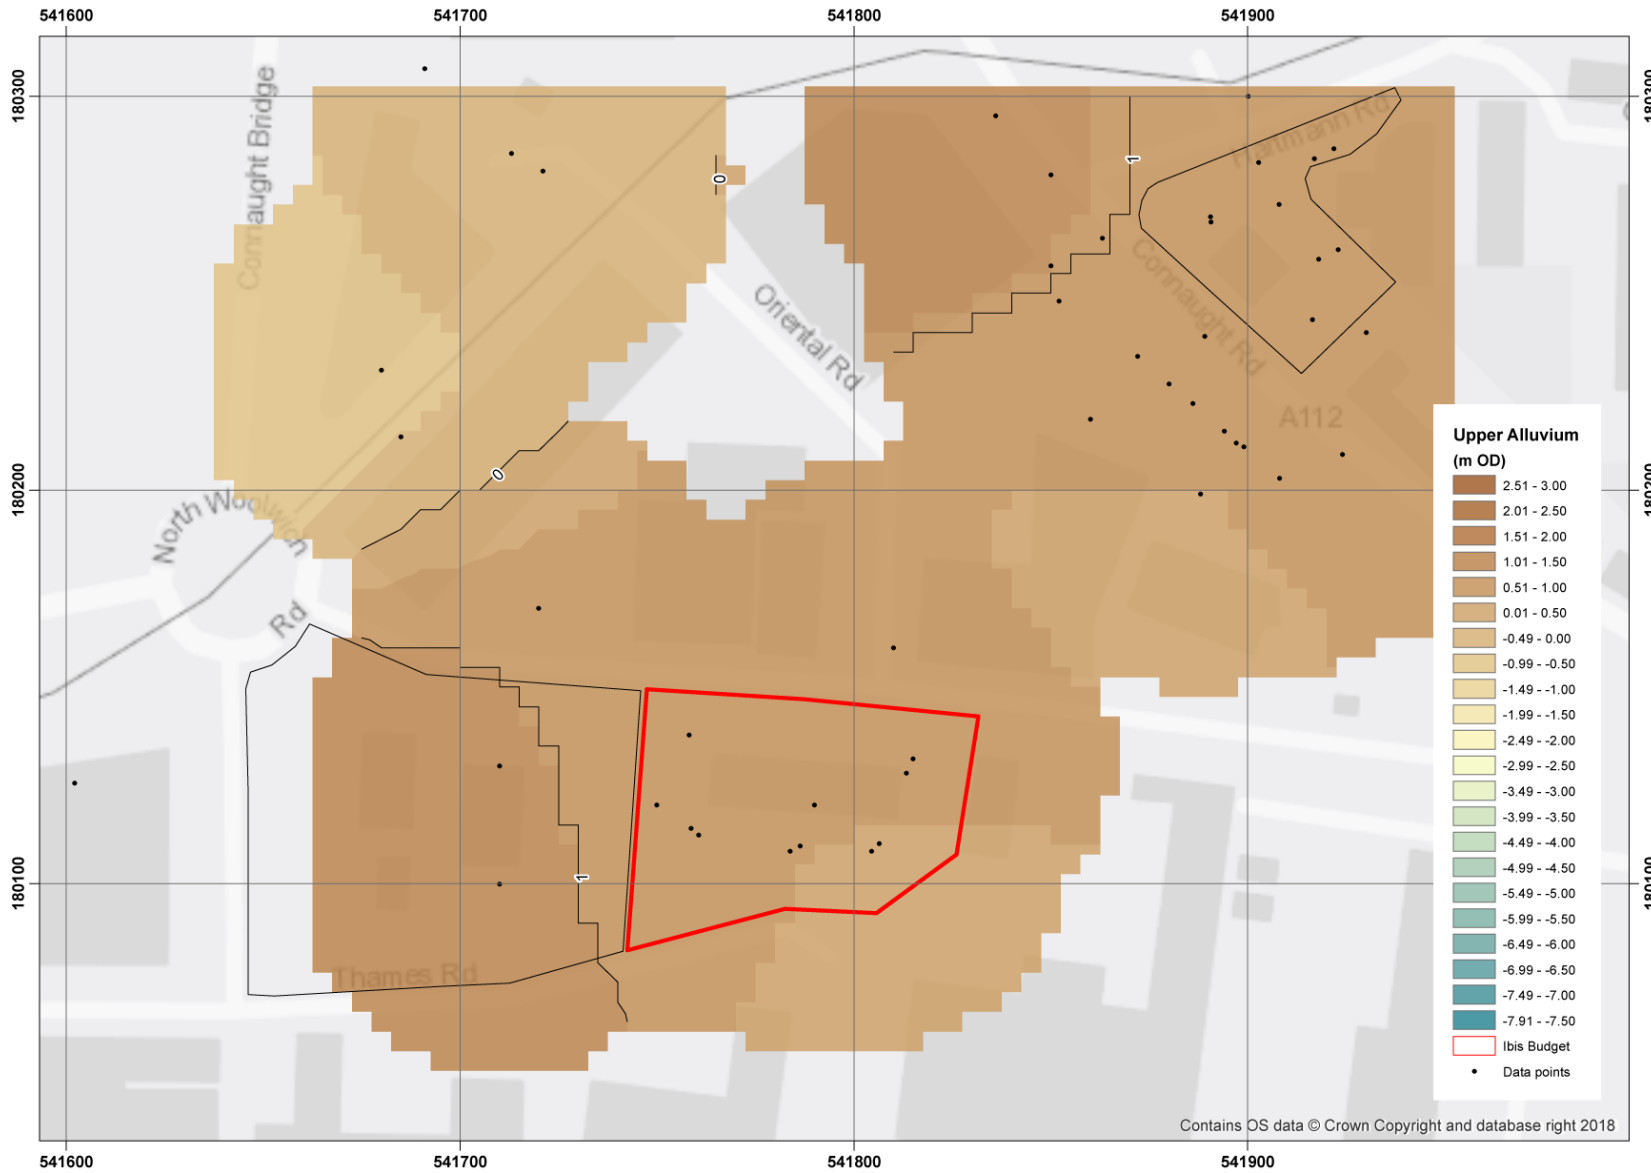 541600 541700 541800 541900
180300 180300
Connaught Bridge
0
1
Hartmann Rd
Connaught Rd
Oriental Rd
A112
0
180200 180200
North Woolwich
Rd
1
180100 180100
Thames Rd
Upper Alluvium
(m OD)
2.51 - 3.00
2.01 - 2.50
1.51 - 2.00
1.01 - 1.50
0.51 - 1.00
0.01 - 0.50
-0.49 - 0.00
-0.99 - -0.50
-1.49 - -1.00
-1.99 - -1.50
-2.49 - -2.00
-2.99 - -2.50
-3.49 - -3.00
-3.99 - -3.50
-4.49 - -4.00
-4.99 - -4.50
-5.49 - -5.00
-5.99 - -5.50
-6.49 - -6.00
-6.99 - -6.50
-7.49 - -7.00
-7.91 - -7.50
Ibis Budget
Data points
Contains OS data © Crown Copyright and database right 2018
541600 541700 541800 541900